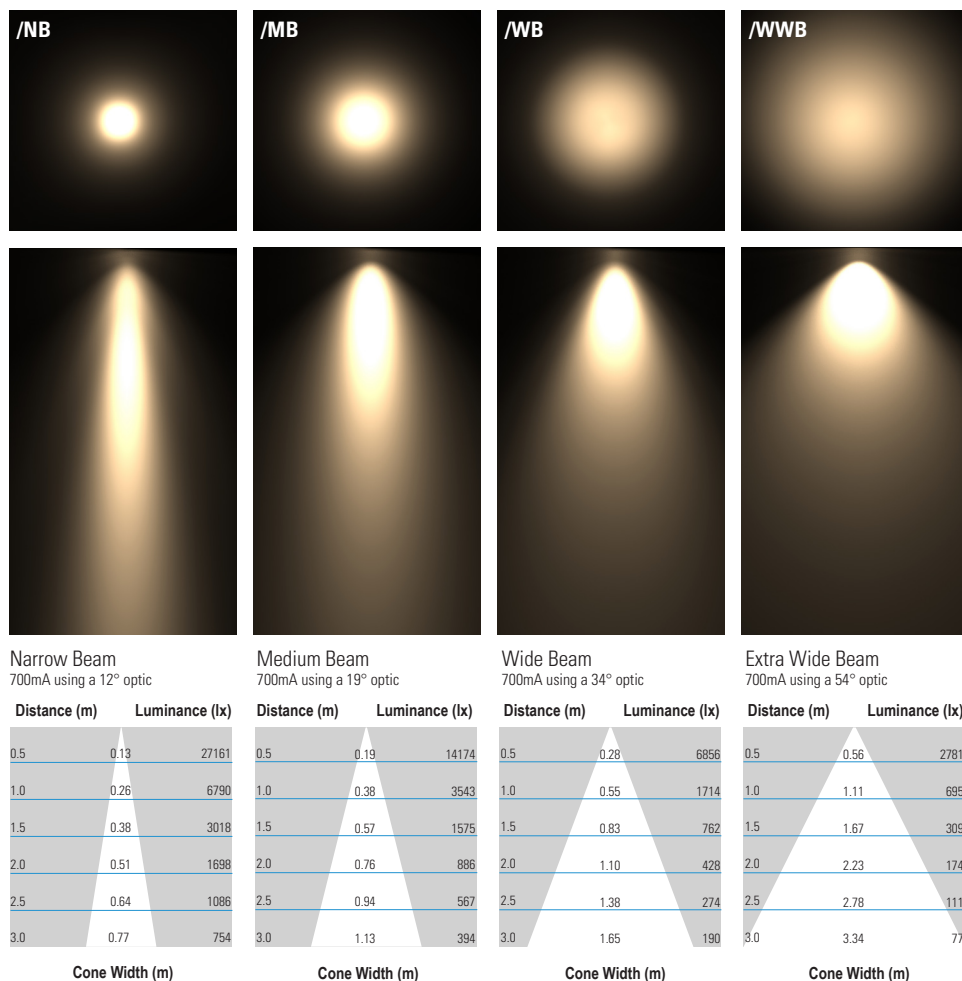 /NB
/MB
/WB
/WWB
Narrow Beam
700mA using a 12° optic
Distance (m) Luminance (lx)
0.5 0.13 27161
1.0 0.26 6790
1.5 0.38 3018
2.0 0.51 1698
2.5 0.64 1086
3.0 0.77 754
Cone Width (m)
Medium Beam
700mA using a 19° optic
Distance (m) Luminance (lx)
0.5 0.19 14174
1.0 0.38 3543
1.5 0.57 1575
2.0 0.76 886
2.5 0.94 567
3.0 1.13 394
Cone Width (m)
Wide Beam
700mA using a 34° optic
Distance (m) Luminance (lx)
0.5 0.28 6856
1.0 0.55 1714
1.5 0.83 762
2.0 1.10 428
2.5 1.38 274
3.0 1.65 190
Cone Width (m)
Extra Wide Beam
700mA using a 54° optic
Distance (m) Luminance (lx)
0.5 0.56 2781
1.0 1.11 695
1.5 1.67 309
2.0 2.23 174
2.5 2.78 111
3.0 3.34 77
Cone Width (m)